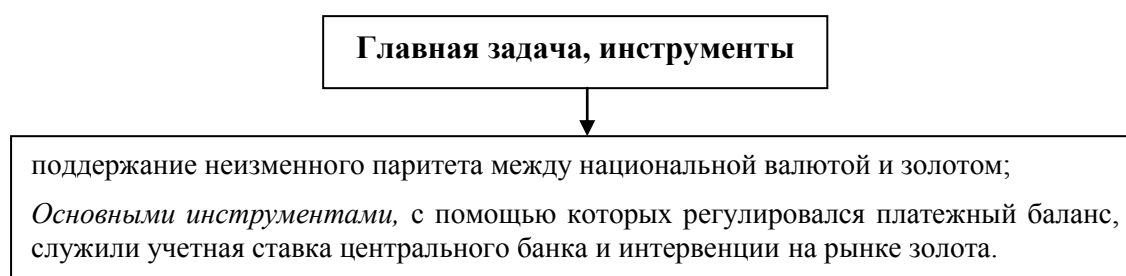 Главная задача, инструменты
поддержание неизменного паритета между национальной валютой и золотом;
Основными инструментами, с помощью которых регулировался платежный баланс,
служили учетная ставка центрального банка и интервенции на рынке золота.